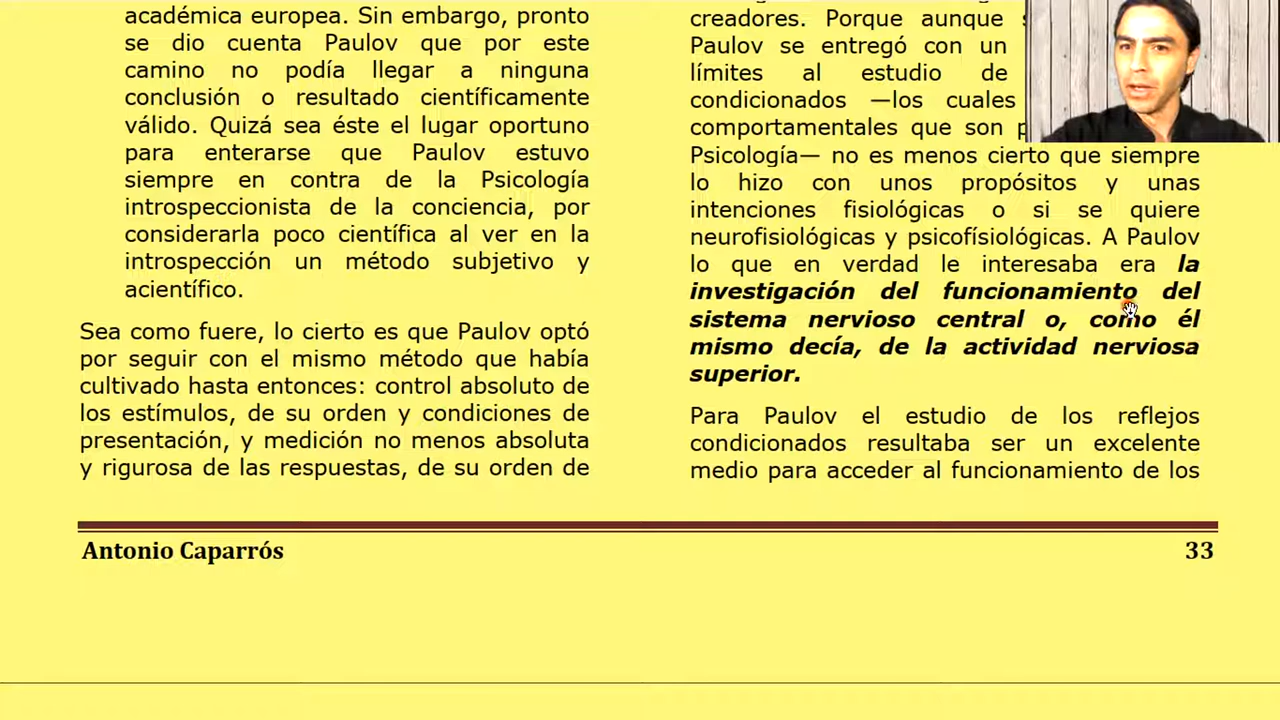 académica europea. Sin embargo, pronto
se dio cuenta Paulov que por este
camino no podía llegar a ninguna
conclusión o resultado científicamente
válido. Quizá sea éste el lugar oportuno
para enterarse que Paulov estuvo
siempre en contra de la Psicología
introspeccionista de la conciencia, por
considerarla poco científica al ver en la
introspección un método subjetivo y
acientífico.
Sea como fuere, lo cierto es que Paulov optó
por seguir con el mismo método que había
cultivado hasta entonces: control absoluto de
los estímulos, de su orden y condiciones de
presentación, y medición no menos absoluta
y rigurosa de las respuestas, de su orden de
creadores. Porque aunque
Paulov se entregó con un
límites al estudio de
condicionados —los cuales
comportamentales que son
Psicología— no es menos cierto que siempre
lo hizo con unos propósitos y unas
intenciones fisiológicas o si se quiere
neurofisiológicas y psicofísiológicas. A Paulov
lo que en verdad le interesaba era la
investigación del funcionamiento del
sistema nervioso central o, como él
mismo decía, de la actividad nerviosa
superior.
Para Paulov el estudio de los reflejos
condicionados resultaba ser un excelente
medio para acceder al funcionamiento de los
Antonio Caparrós 33